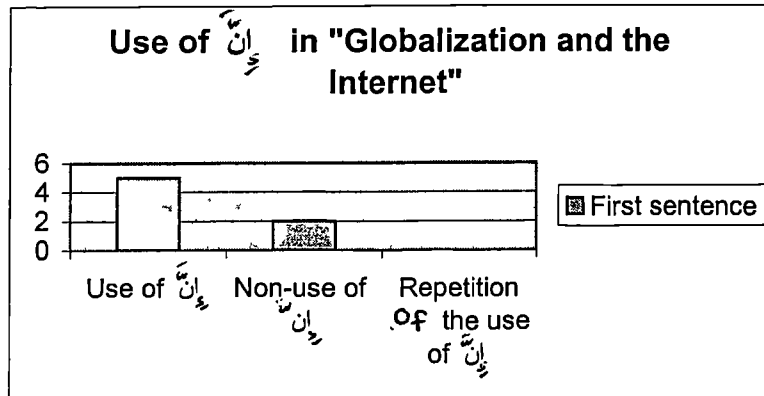 Use of إِنَّ in "Globalization and the
Internet"
6
4
2
0
First sentence
Use of إِنَّ
Non-use of
إِنَّ
Repetition
of the use
of إِنَّ